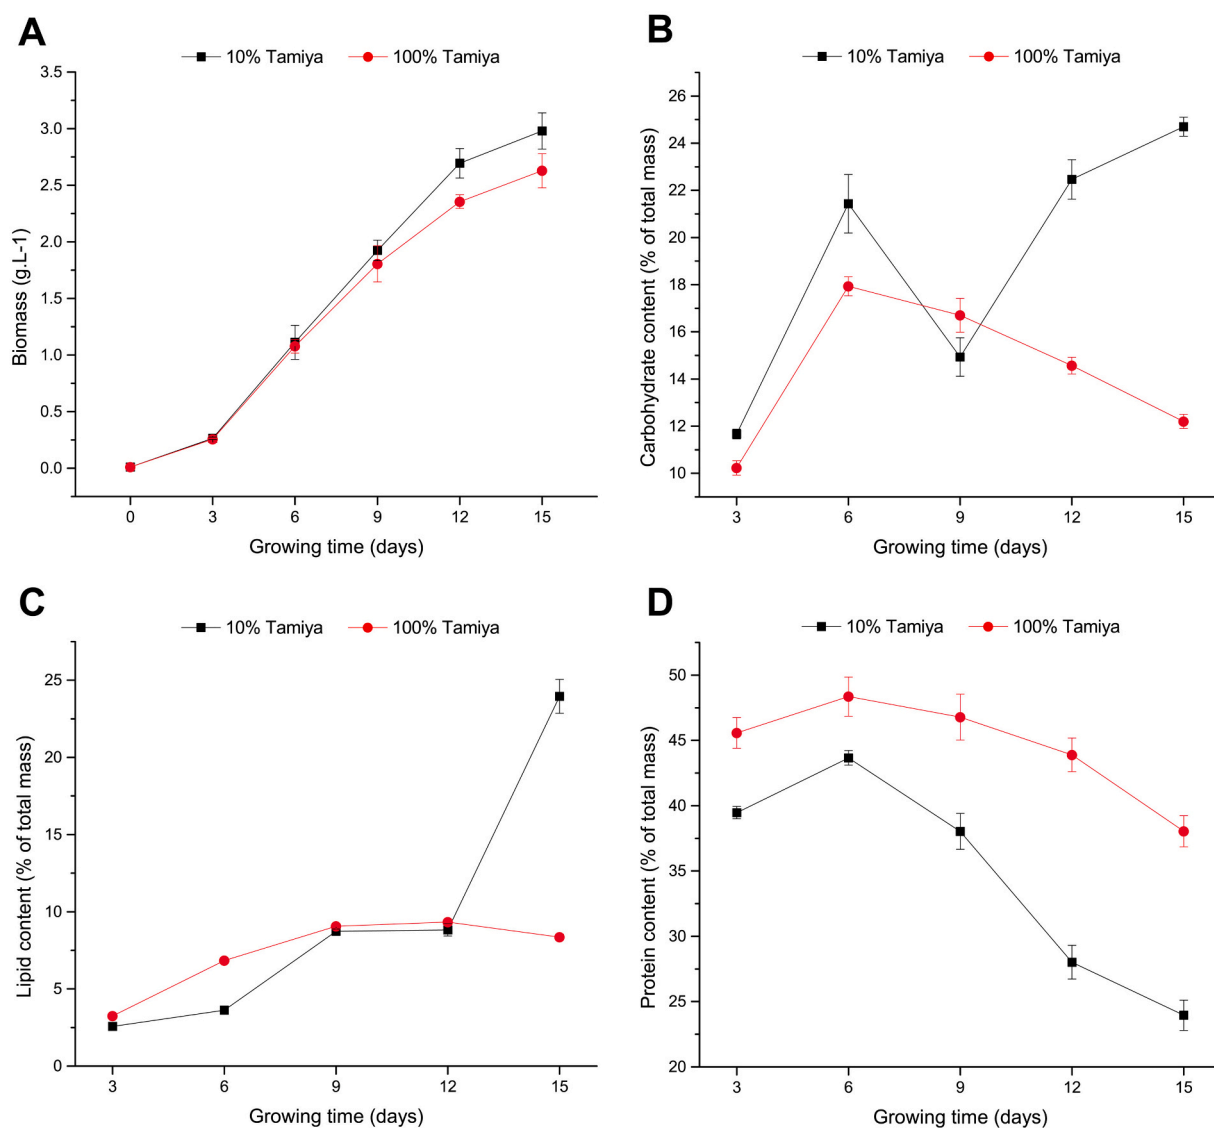 A
10% Tamiya 100% Tamiya
3.5
3.0
2.5
2.0
1.5
1.0
0.5
0.0
Biomass (g.L-1)
0 3 6 9 12 15
Growing time (days)
B
10% Tamiya 100% Tamiya
26
24
22
20
18
16
14
12
10
Carbohydrate content (% of total mass)
3 6 9 12 15
Growing time (days)
C
10% Tamiya 100% Tamiya
25
20
15
10
5
0
Lipid content (% of total mass)
3 6 9 12 15
Growing time (days)
D
10% Tamiya 100% Tamiya
50
45
40
35
30
25
20
Protein content (% of total mass)
3 6 9 12 15
Growing time (days)